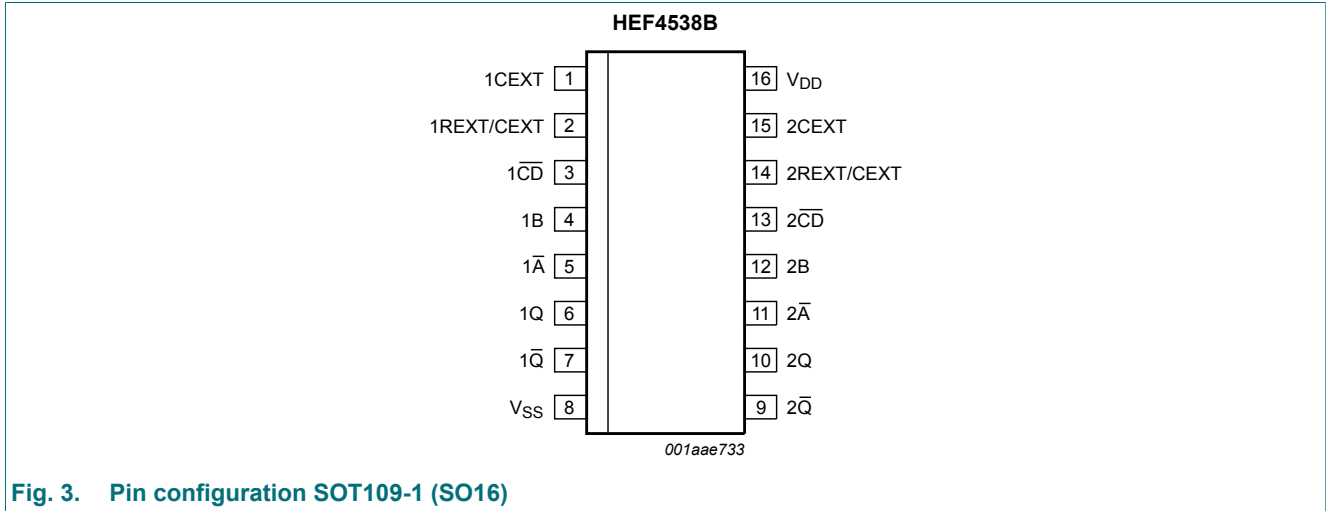 HEF4538B
1CEXT 1
1REXT/CEXT 2
1C̅D̅ 3
1B 4
1A̅ 5
1Q 6
1Q̅ 7
VSS 8
16 VDD
15 2CEXT
14 2REXT/CEXT
13 2C̅D̅
12 2B
11 2A̅
10 2Q
9 2Q̅
001aae733
Fig. 3. Pin configuration SOT109-1 (SO16)